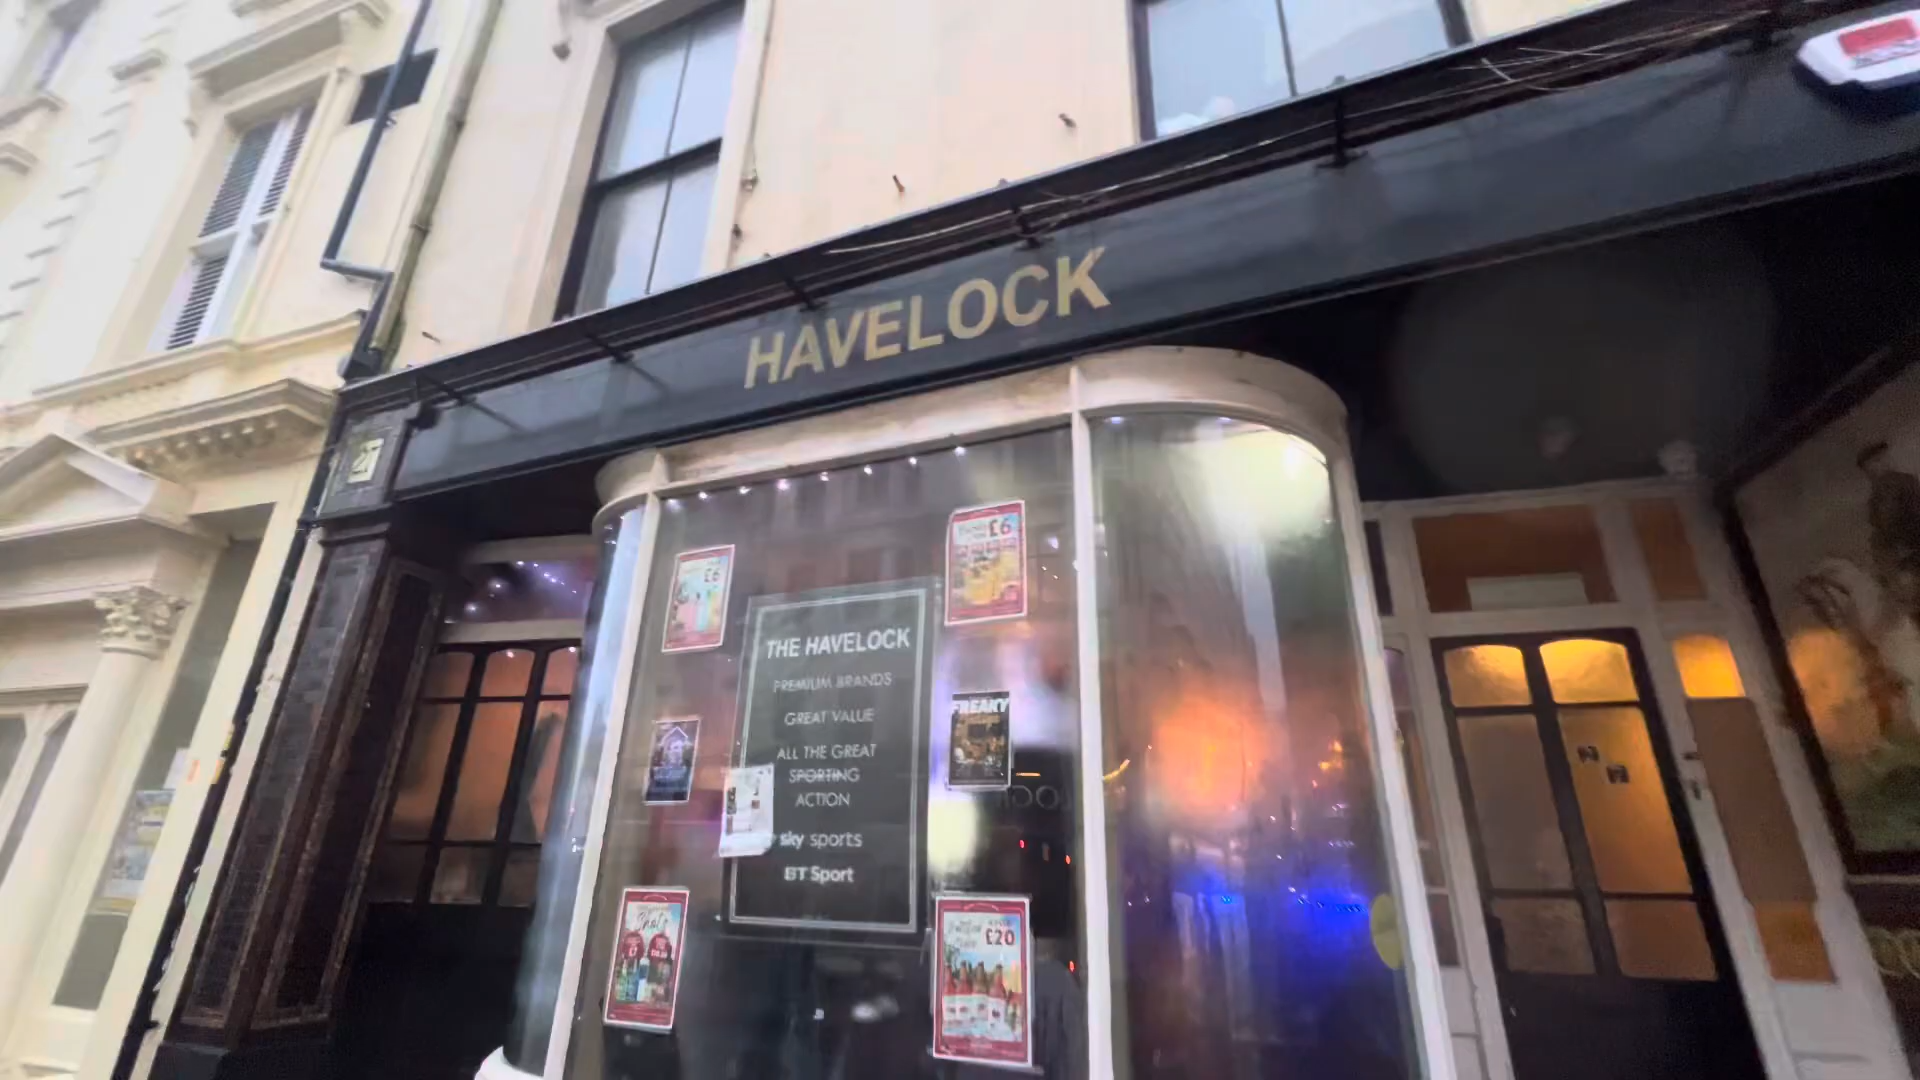 HAVELOCK
27
£6
£6
THE HAVELOCK
PREMIUM BRANDS
GREAT VALUE
ALL THE GREAT
SPORTING
ACTION
sky sports
BT Sport
FREAKY
Shots
£20